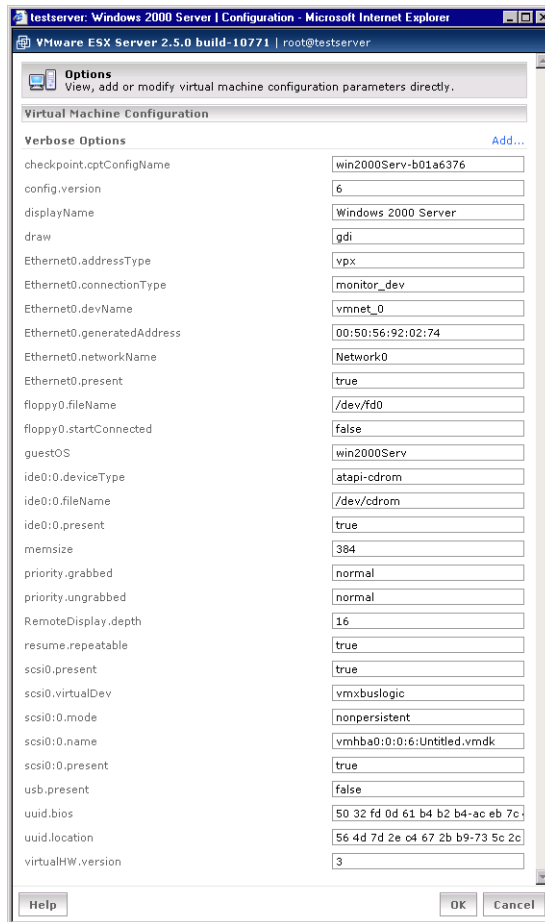 testserver: Windows 2000 Server | Configuration - Microsoft Internet Explorer
VMware ESX Server 2.5.0 build-10771 | root@testserver
Options
View, add or modify virtual machine configuration parameters directly.
Virtual Machine Configuration
Verbose Options Add...
checkpoint.cptConfigName win2000Serv-b01a6376
config.version 6
displayName Windows 2000 Server
draw gdi
Ethernet0.addressType vpx
Ethernet0.connectionType monitor_dev
Ethernet0.devName vmnet_0
Ethernet0.generatedAddress 00:50:56:92:02:74
Ethernet0.networkName Network0
Ethernet0.present true
floppy0.fileName /dev/fd0
floppy0.startConnected false
guestOS win2000Serv
ide0:0.deviceType atapi-cdrom
ide0:0.fileName /dev/cdrom
ide0:0.present true
memsize 384
priority.grabbed normal
priority.ungrabbed normal
RemoteDisplay.depth 16
resume.repeatable true
scsi0.present true
scsi0.virtualDev vmxbuslogic
scsi0:0.mode nonpersistent
scsi0:0.name vmhba0:0:0:6:Untitled.vmdk
scsi0:0.present true
usb.present false
uuid.bios 50 32 fd 0d 61 b4 b2 b4-ac eb 7c
uuid.location 56 4d 7d 2e c4 67 2b b9-73 5c 2c
virtualHW.version 3
Help OK Cancel